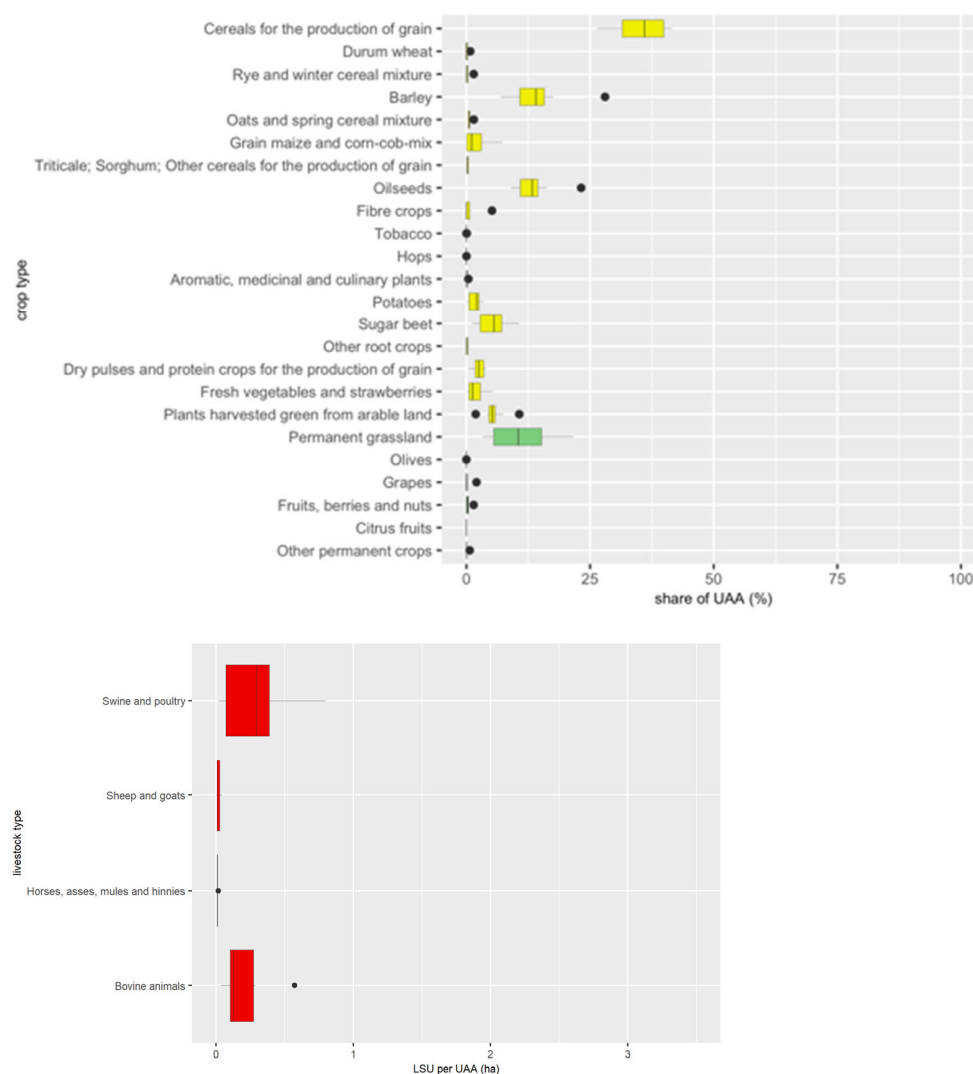 Cereals for the production of grain
Durum wheat
Rye and winter cereal mixture
Barley
Oats and spring cereal mixture
Grain maize and corn-cob-mix
Triticale; Sorghum; Other cereals for the production of grain
Oilseeds
Fibre crops
Tobacco
Hops
Aromatic, medicinal and culinary plants
Potatoes
Sugar beet
Other root crops
Dry pulses and protein crops for the production of grain
Fresh vegetables and strawberries
Plants harvested green from arable land
Permanent grassland
Olives
Grapes
Fruits, berries and nuts
Citrus fruits
Other permanent crops
crop type
0 25 50 75 100
share of UAA (%)
Swine and poultry
Sheep and goats
Horses, asses, mules and hinnies
Bovine animals
livestock type
0 1 2 3
LSU per UAA (ha)